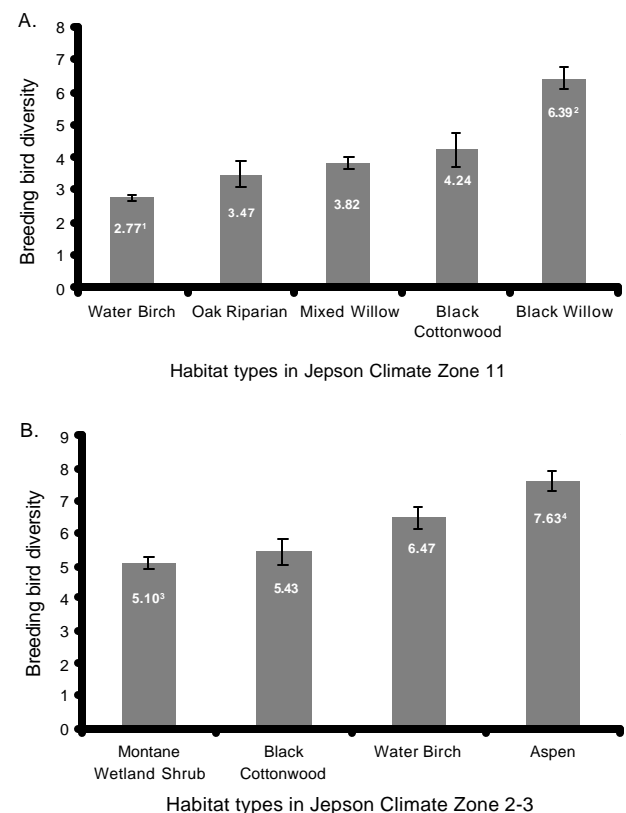 A.
8
7
6
5
4
3
2
1
0
Breeding bird diversity
2.77¹
3.47
3.82
4.24
6.39²
Water Birch
Oak Riparian
Mixed Willow
Black
Cottonwood
Black Willow
Habitat types in Jepson Climate Zone 11
B.
9
8
7
6
5
4
3
2
1
0
Breeding bird diversity
5.10³
5.43
6.47
7.63⁴
Montane
Wetland Shrub
Black
Cottonwood
Water Birch
Aspen
Habitat types in Jepson Climate Zone 2-3